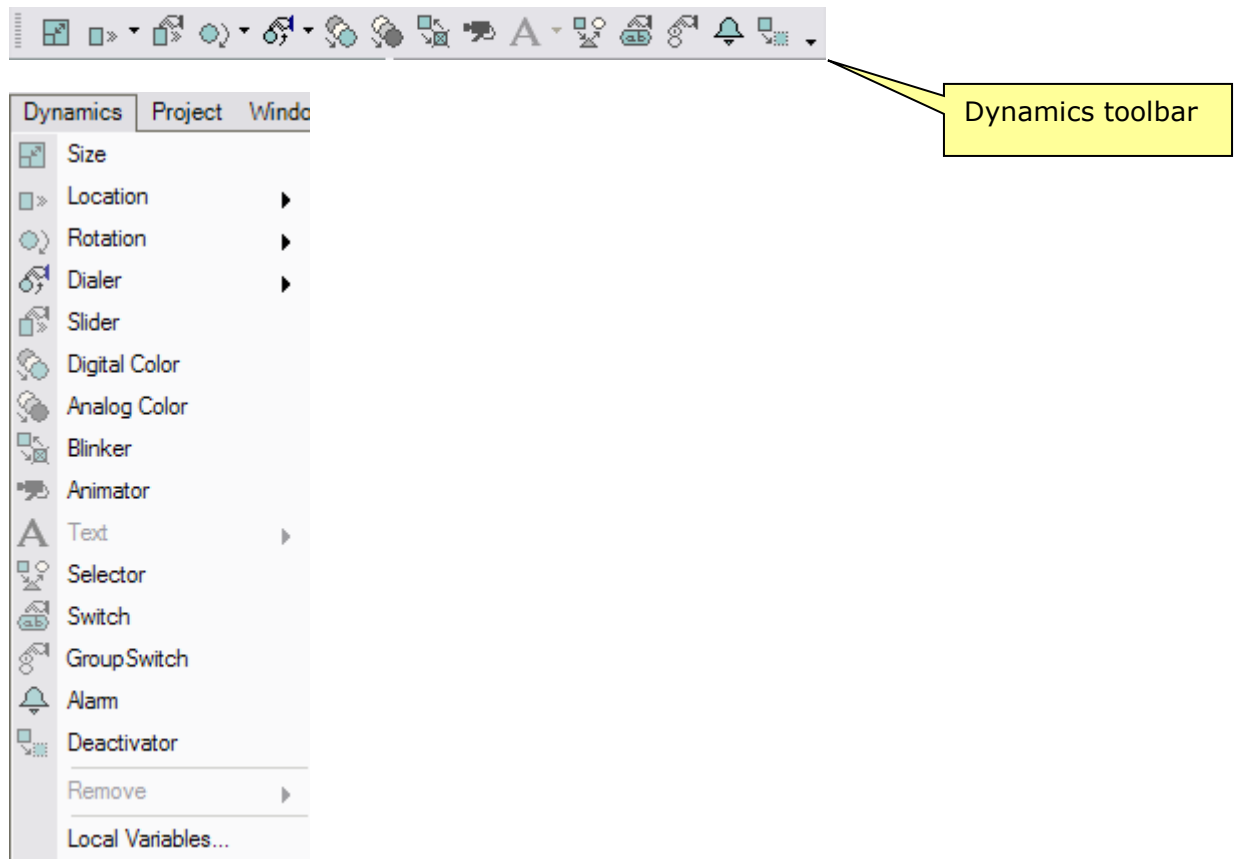 Dynamics toolbar
Dynamics Project Windo
Size
Location
Rotation
Dialer
Slider
Digital Color
Analog Color
Blinker
Animator
A Text
Selector
Switch
GroupSwitch
Alarm
Deactivator
Remove
Local Variables...